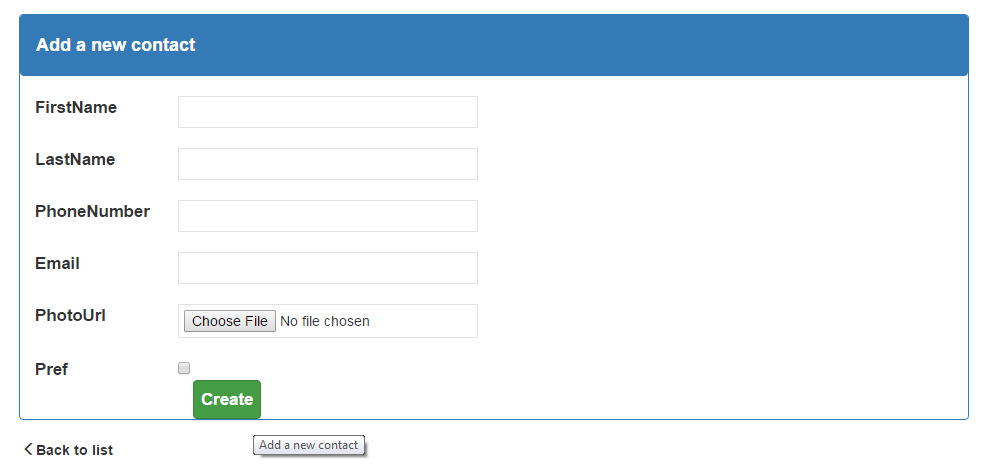 Add a new contact
FirstName
LastName
PhoneNumber
Email
PhotoUrl Choose File No file chosen
Pref
Create
Back to list Add a new contact